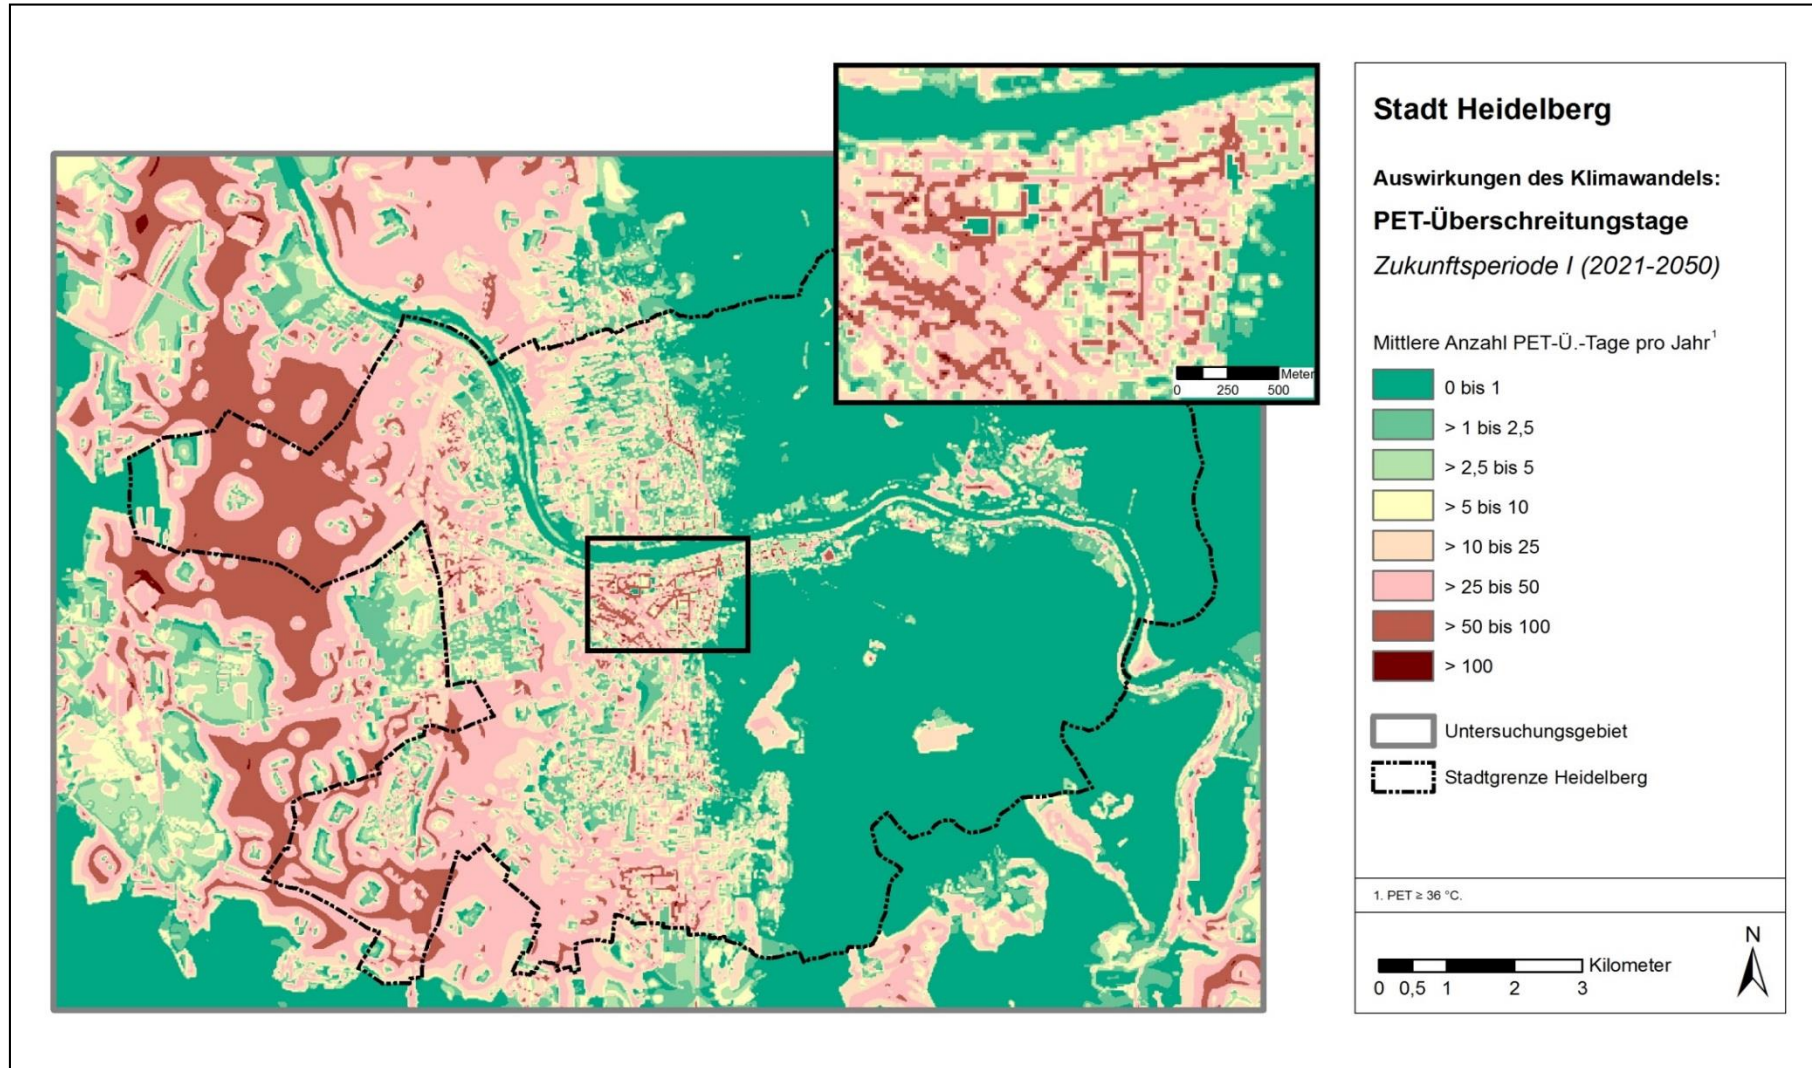 Stadt Heidelberg
Auswirkungen des Klimawandels:
PET-Überschreitungstage
Zukunftsperiode I (2021-2050)
Mittlere Anzahl PET-Ü.-Tage pro Jahr¹
0 bis 1
> 1 bis 2,5
> 2,5 bis 5
> 5 bis 10
> 10 bis 25
> 25 bis 50
> 50 bis 100
> 100
Untersuchungsgebiet
Stadtgrenze Heidelberg
1. PET ≥ 36 °C.
N
Kilometer
0 0,5 1 2 3
Meter
0 250 500